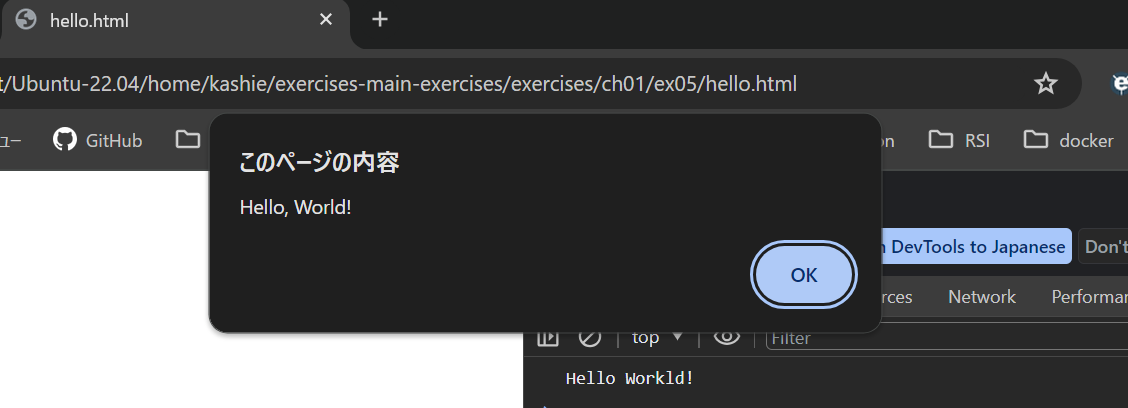 hello.html
t/Ubuntu-22.04/home/kashie/exercises-main-exercises/exercises/ch01/ex05/hello.html
ュー GitHub on RSI docker
このページの内容
Hello, World!
OK
n DevTools to Japanese Don't
rces Network Performan
top Filter
Hello Workld!